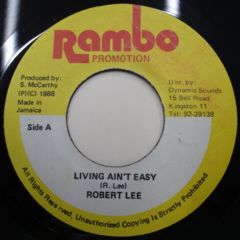 Rambo
PROMOTION
Produced by:
S. McCarthy
(P)(C) 1988
Made in
Jamaica
Side A
Distr. by
Dynamic Sounds
15 Bell Road
Kingston 11
Tel: 92-39138
LIVING AIN'T EASY
(R. Lee)
ROBERT LEE
All Rights Reserved, Unauthorised Copying Is Strictly Prohibited